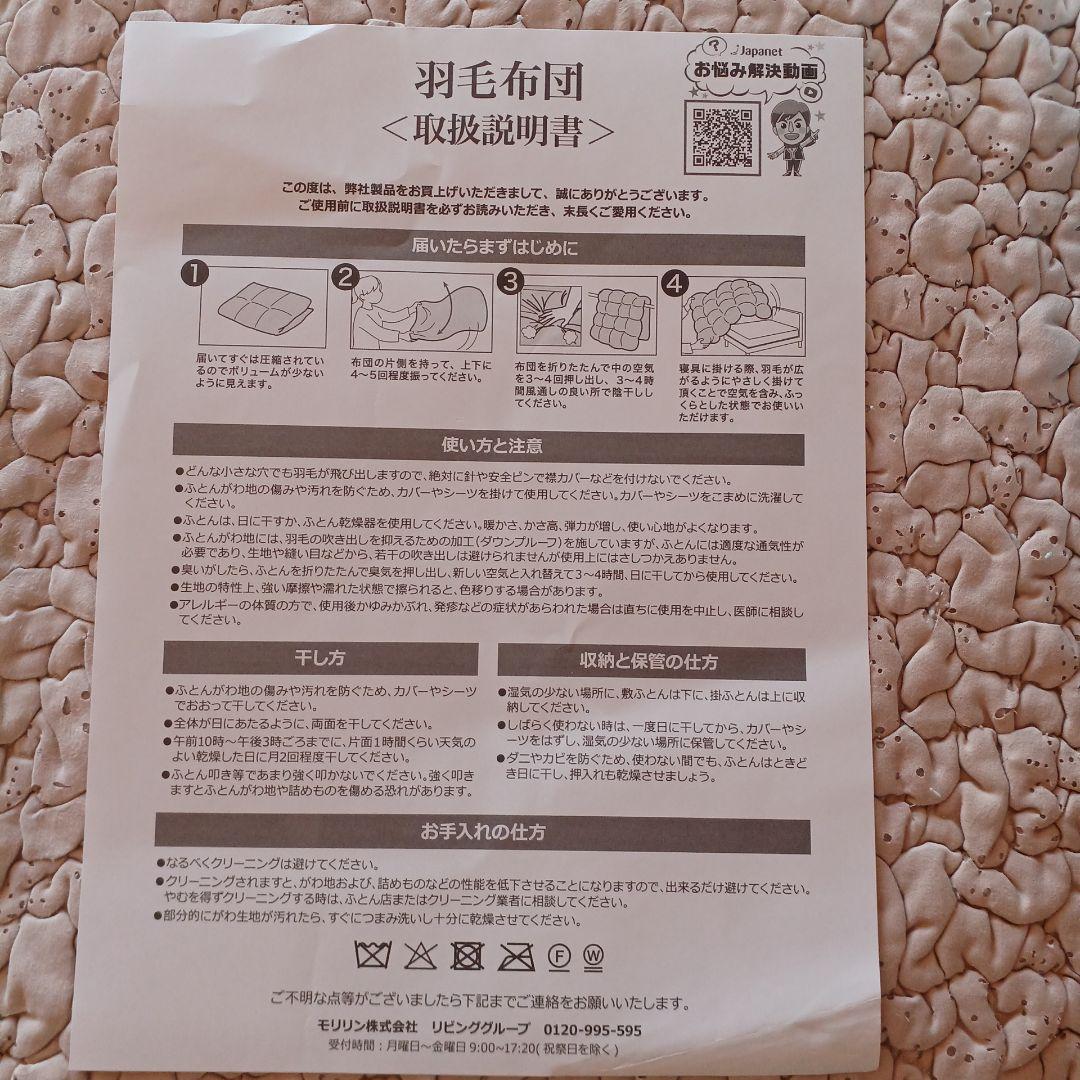 Japanet
お悩み解決動画
羽毛布団
<取扱説明書>
この度は、弊社製品をお買上げいただきまして、誠にありがとうございます。
ご使用前に取扱説明書を必ずお読みいただき、末長くご愛用ください。
届いたらまずはじめに
1
届いてすぐは圧縮されてい
るのでボリュームが少ない
ように見えます。
2
布団の片側を持って、上下に
4〜5回程度振ってください。
3
布団を折りたたんで中の空気
を3〜4回押し出し、3〜4時
間風通しの良い所で陰干しし
てください。
4
寝具に掛ける際、羽毛が広
がるようにやさしく掛けて
頂くことで空気を含み、ふっ
くらとした状態でお使いい
ただけます。
使い方と注意
●どんな小さな穴でも羽毛が飛び出しますので、絶対に針や安全ピンで襟カバーなどを付けないでください。
●ふとんがわ地の傷みや汚れを防ぐため、カバーやシーツを掛けて使用してください。カバーやシーツをこまめに洗濯して
ください。
●ふとんは、日に干すか、ふとん乾燥器を使用してください。暖かさ、かさ高、弾力が増し、使い心地がよくなります。
●ふとんがわ地には、羽毛の吹き出しを抑えるための加工(ダウンプルーフ)を施していますが、ふとんには適度な通気性が
必要であり、生地や縫い目などから、若干の吹き出しは避けられませんが使用上にはさしつかえありません。
●臭いがしたら、ふとんを折りたたんで臭気を押し出し、新しい空気と入れ替えて3〜4時間、日に干してから使用してください。
●生地の特性上、強い摩擦や濡れた状態で擦られると、色移りする場合があります。
●アレルギーの体質の方で、使用後かゆみかぶれ、発疹などの症状があらわれた場合は直ちに使用を中止し、医師に相談し
てください。
干し方
●ふとんがわ地の傷みや汚れを防ぐため、カバーやシーツ
でおおって干してください。
●全体が日にあたるように、両面を干してください。
●午前10時〜午後3時ごろまでに、片面1時間くらい天気の
よい乾燥した日に月2回程度干してください。
●ふとん叩き等であまり強く叩かないでください。強く叩き
ますとふとんがわ地や詰めものを傷める恐れがあります。
収納と保管の仕方
●湿気の少ない場所に、敷ふとんは下に、掛ふとんは上に収
納してください。
●しばらく使わない時は、一度日に干してから、カバーやシ
ーツをはずし、湿気の少ない場所に保管してください。
●ダニやカビを防ぐため、使わない間でも、ふとんはときど
き日に干し、押入れも乾燥させましょう。
お手入れの仕方
●なるべくクリーニングは避けてください。
●クリーニングされますと、がわ地および、詰めものなどの性能を低下させることになりますので、出来るだけ避けてください。
やむを得ずクリーニングする時は、ふとん店またはクリーニング業者に相談してください。
●部分的にがわ生地が汚れたら、すぐにつまみ洗いし十分に乾燥させてください。
F W
ご不明な点等がございましたら下記までご連絡をお願いいたします。
モリリン株式会社 リビンググループ 0120-995-595
受付時間:月曜日〜金曜日 9:00~17:20(祝祭日を除く)